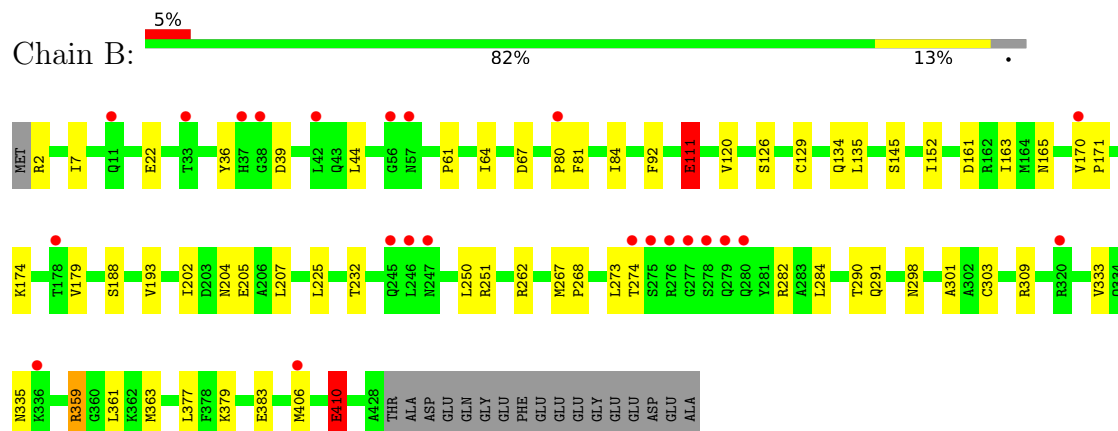 5%
Chain B:
82% 13% .
MET R2 I7 Q11 E22 T33 Y36 H37 G38 D39 L42 Q43 L44 G56 N57 P61 I64 D67 P80 F81 I84 F92 E111 V120 S126 C129 Q134 L135 S145 I152 D161 R162 I163 M164 N165 V170 P171
K174 T178 V179 S188 V193 I202 D203 N204 E205 A206 L207 L225 T232 Q245 L246 N247 L250 R251 R262 M267 P268 L273 T274 S275 R276 G277 S278 Q279 Q280 Y281 R282 A283 L284 T290 Q291 N298 A301 A302 C303 R309 R320 V333
N335 K336 R359 G360 L361 K362 M363 L377 F378 K379 E383 M406 E410 A428 THR ALA ASP GLU GLN GLY GLU PHE GLU GLU GLU GLY GLU GLU ASP GLU ALA